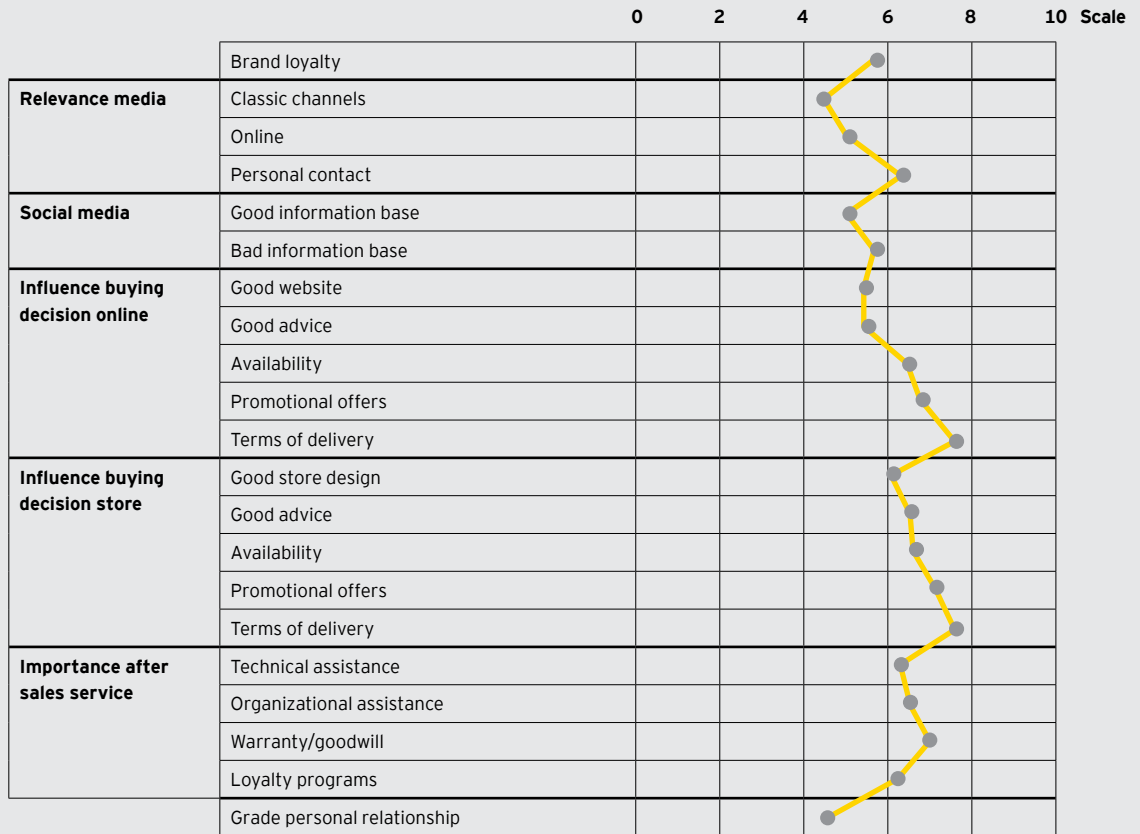 0 2 4 6 8 10 Scale
Brand loyalty
Relevance media
Classic channels
Online
Personal contact
Social media
Good information base
Bad information base
Influence buying
decision online
Good website
Good advice
Availability
Promotional offers
Terms of delivery
Influence buying
decision store
Good store design
Good advice
Availability
Promotional offers
Terms of delivery
Importance after
sales service
Technical assistance
Organizational assistance
Warranty/goodwill
Loyalty programs
Grade personal relationship